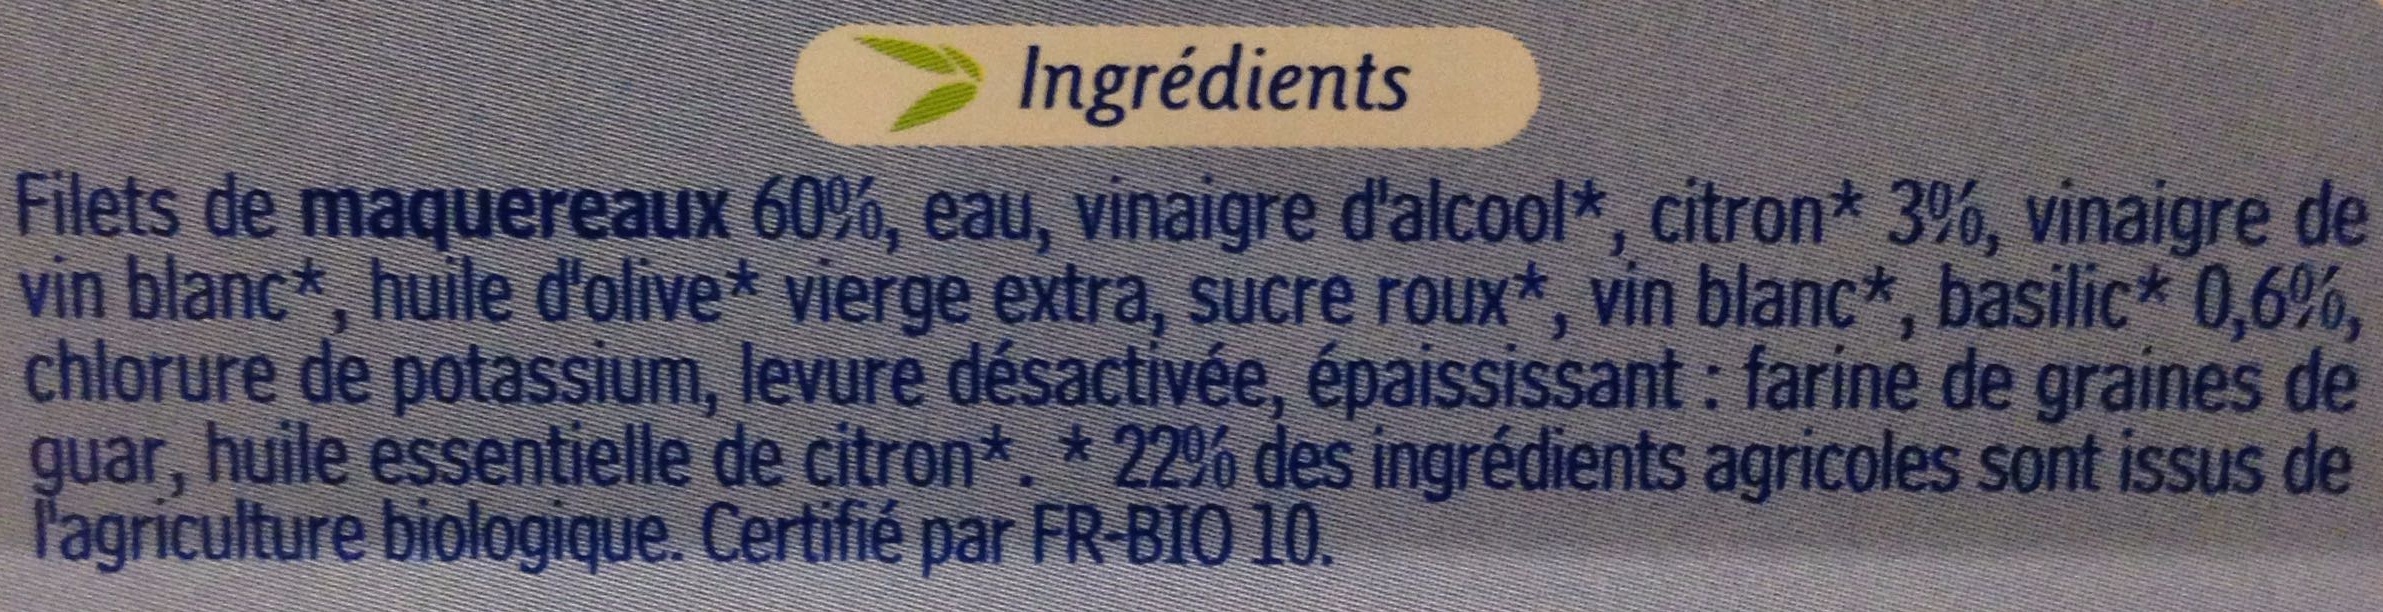 Ingrédients
Filets de maquereaux 60%, eau, vinaigre d'alcool*, citron* 3%, vinaigre de
vin blanc*, huile d'olive* vierge extra, sucre roux*, vin blanc*, basilic* 0,6%,
chlorure de potassium, levure désactivée, épaississant : farine de graines de
guar, huile essentielle de citron*. * 22% des ingrédients agricoles sont issus de
l'agriculture biologique. Certifié par FR-BIO 10.